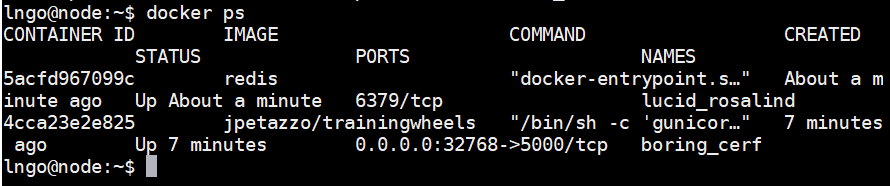 lngo@node:~$ docker ps
CONTAINER ID        IMAGE                     COMMAND                  CREATED
            STATUS              PORTS                     NAMES
5acfd967099c        redis                     "docker-entrypoint.s…"   About a m
inute ago   Up About a minute   6379/tcp                  lucid_rosalind
4cca23e2e825        jpetazzo/trainingwheels   "/bin/sh -c 'gunicor…"   7 minutes
 ago        Up 7 minutes        0.0.0.0:32768->5000/tcp   boring_cerf
lngo@node:~$